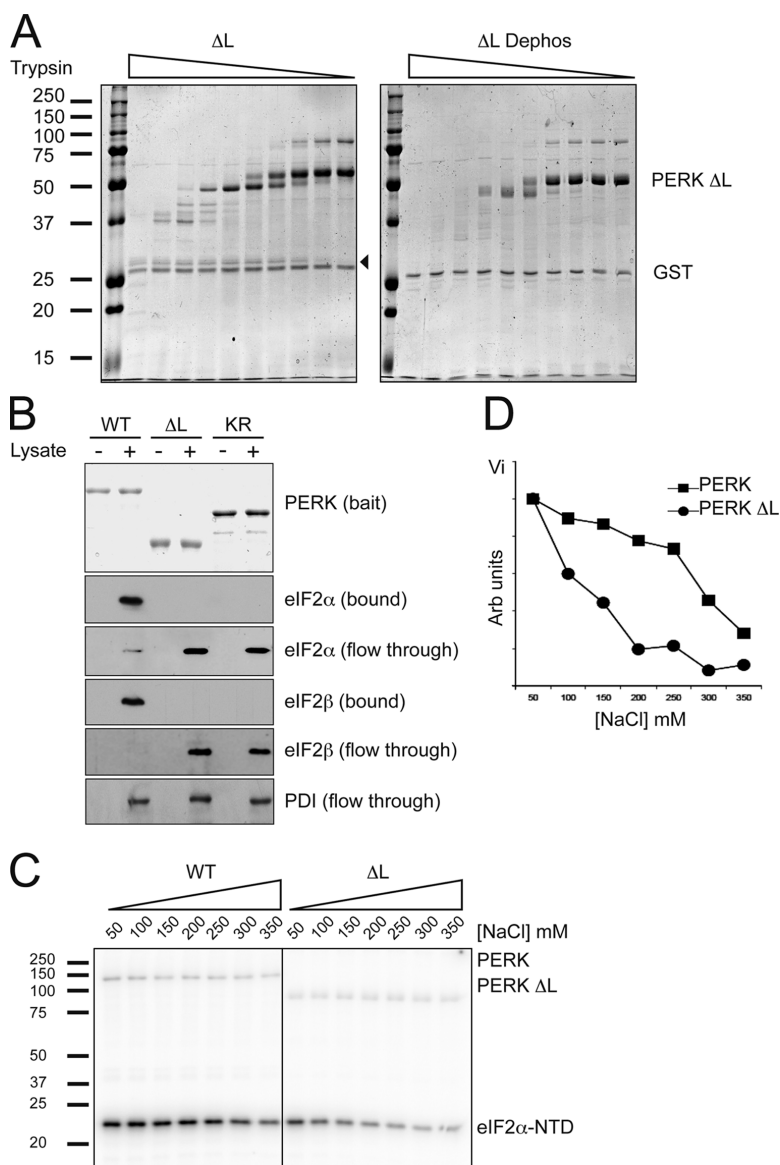 A
ΔL
ΔL Dephos
Trypsin
250
150
100
75
50
37
25
20
15
PERK ΔL
GST
B
WT ΔL KR
Lysate - + - + - +
PERK (bait)
eIF2α (bound)
eIF2α (flow through)
eIF2β (bound)
eIF2β (flow through)
PDI (flow through)
D
Vi
Arb units
PERK
PERK ΔL
50 100 150 200 250 300 350
[NaCl] mM
C
WT ΔL
50 100 150 200 250 300 350 50 100 150 200 250 300 350 [NaCl] mM
250
150
100
75
50
37
25
20
PERK
PERK ΔL
eIF2α-NTD